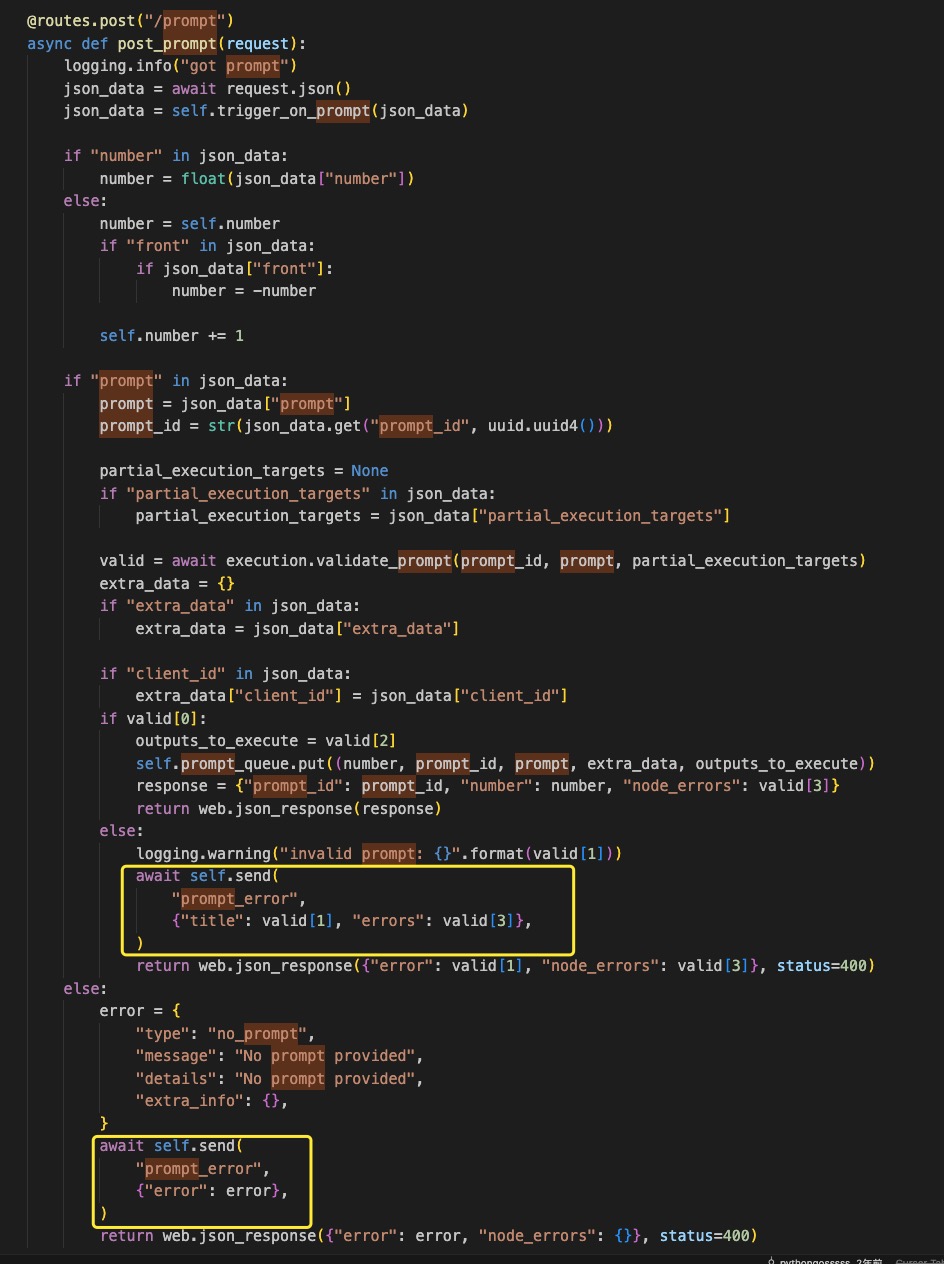 @routes.post("/prompt")
async def post_prompt(request):
    logging.info("got prompt")
    json_data = await request.json()
    json_data = self.trigger_on_prompt(json_data)

    if "number" in json_data:
        number = float(json_data["number"])
    else:
        number = self.number
        if "front" in json_data:
            if json_data["front"]:
                number = -number

        self.number += 1

    if "prompt" in json_data:
        prompt = json_data["prompt"]
        prompt_id = str(json_data.get("prompt_id", uuid.uuid4()))

        partial_execution_targets = None
        if "partial_execution_targets" in json_data:
            partial_execution_targets = json_data["partial_execution_targets"]

        valid = await execution.validate_prompt(prompt_id, prompt, partial_execution_targets)
        extra_data = {}
        if "extra_data" in json_data:
            extra_data = json_data["extra_data"]

        if "client_id" in json_data:
            extra_data["client_id"] = json_data["client_id"]
        if valid[0]:
            outputs_to_execute = valid[2]
            self.prompt_queue.put((number, prompt_id, prompt, extra_data, outputs_to_execute))
            response = {"prompt_id": prompt_id, "number": number, "node_errors": valid[3]}
            return web.json_response(response)
        else:
            logging.warning("invalid prompt: {}".format(valid[1]))
            await self.send(
                "prompt_error",
                {"title": valid[1], "errors": valid[3]},
            )
            return web.json_response({"error": valid[1], "node_errors": valid[3]}, status=400)
    else:
        error = {
            "type": "no_prompt",
            "message": "No prompt provided",
            "details": "No prompt provided",
            "extra_info": {},
        }
        await self.send(
            "prompt_error",
            {"error": error},
        )
        return web.json_response({"error": error, "node_errors": {}}, status=400)